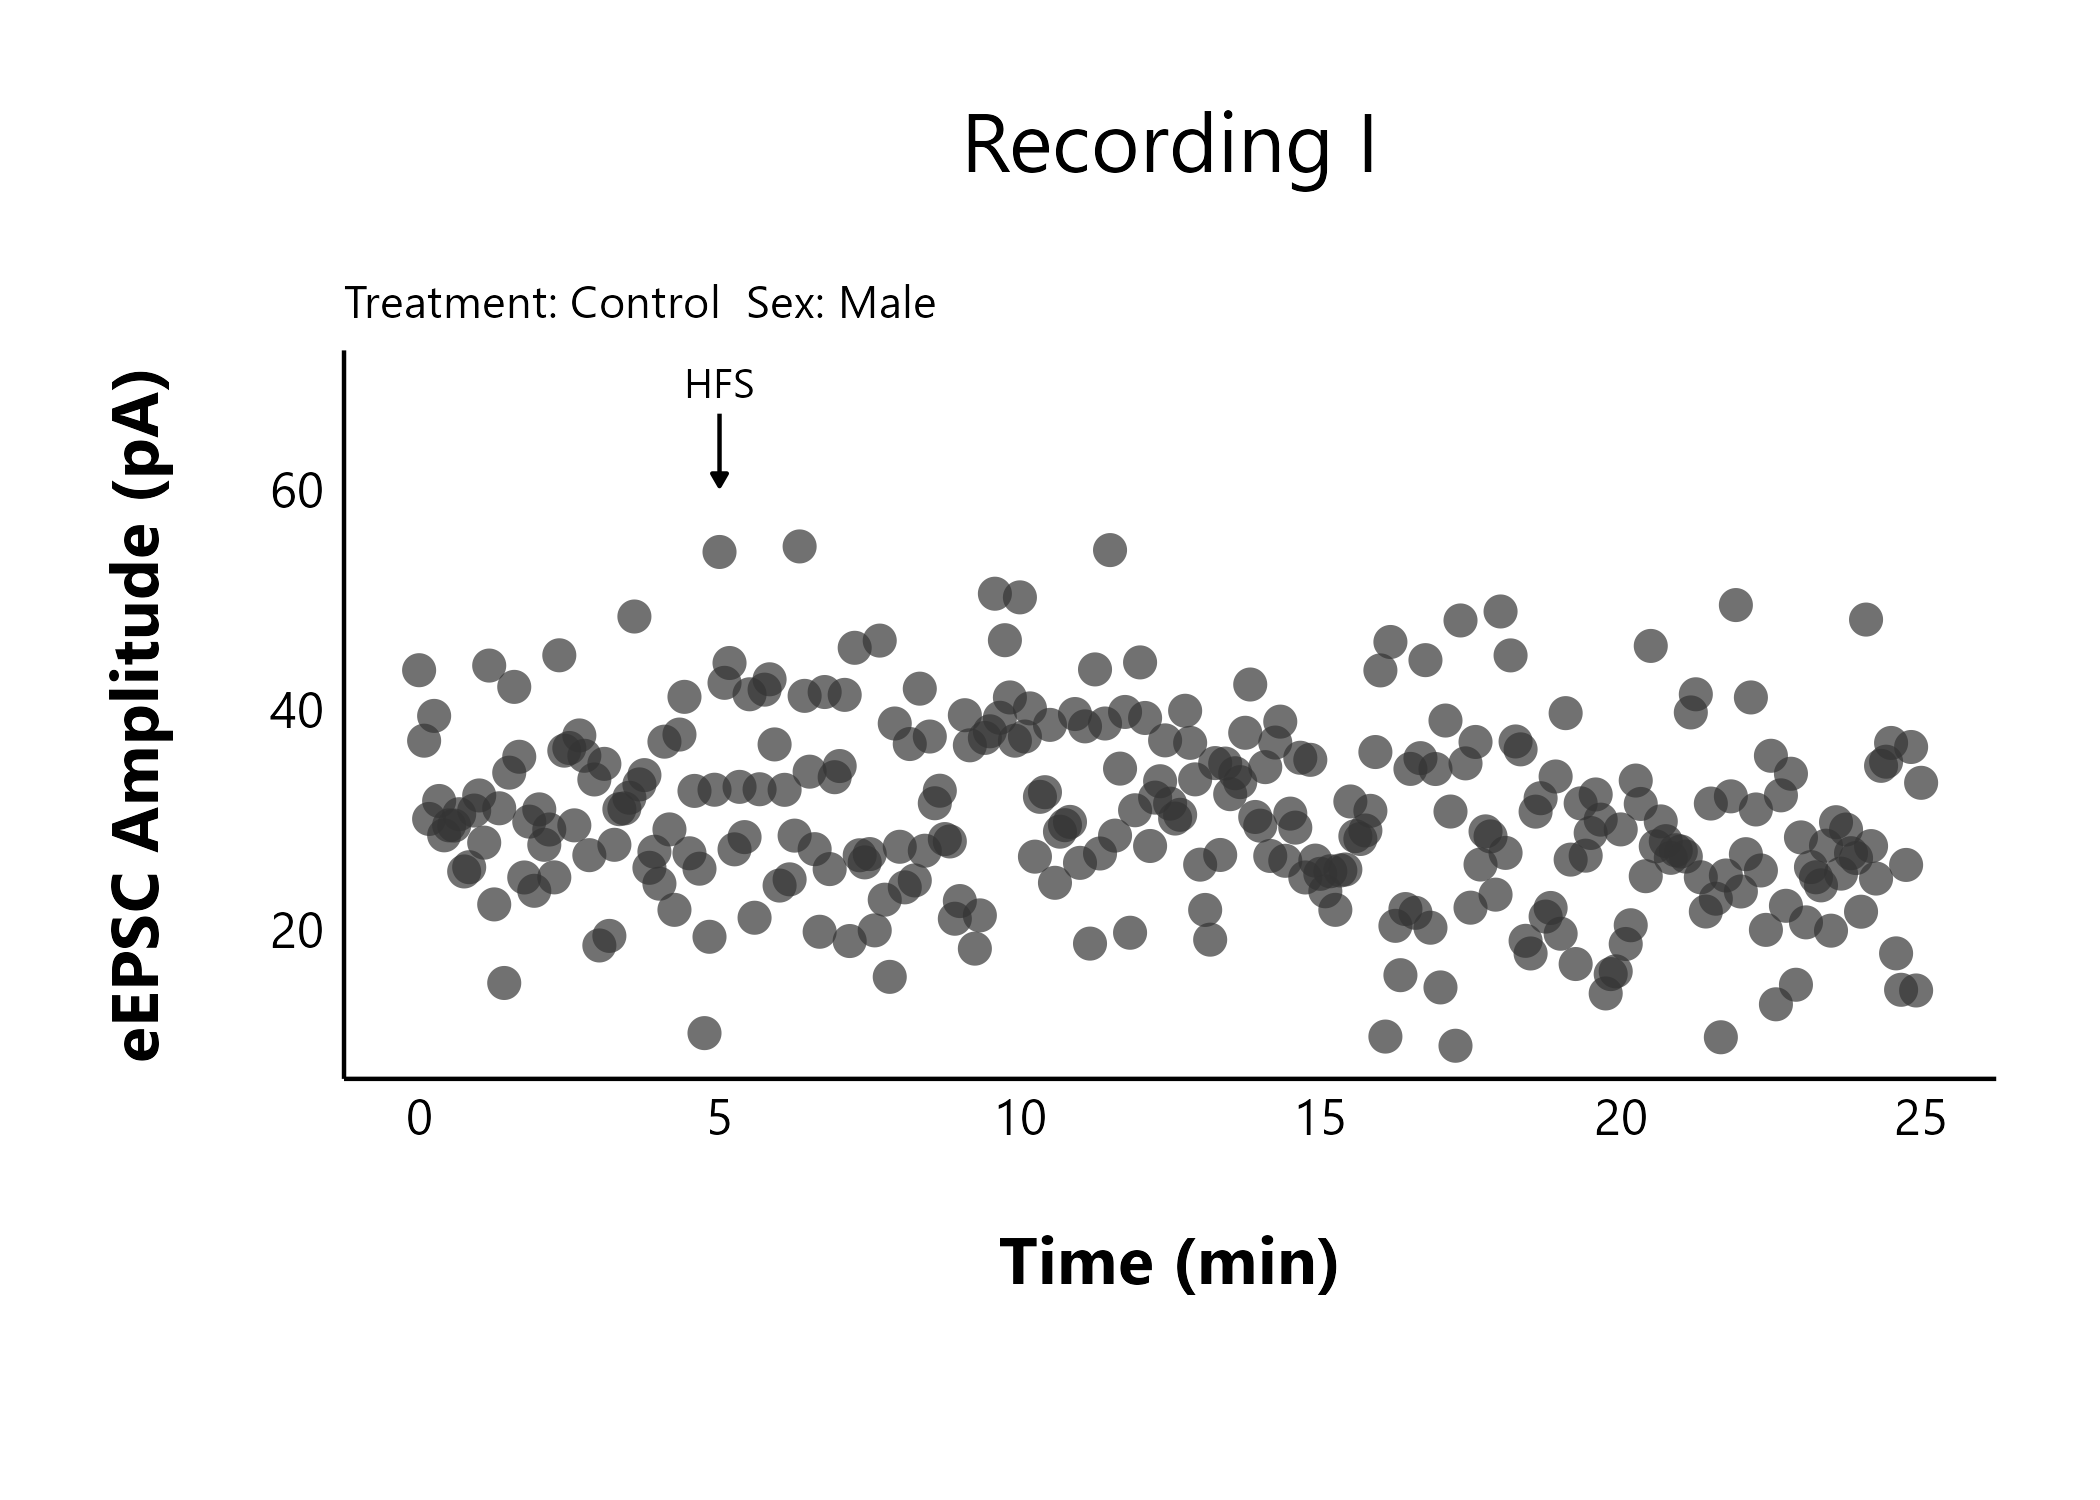 Recording I
Treatment: Control  Sex: Male
HFS
eEPSC Amplitude (pA)
60
40
20
0 5 10 15 20 25
Time (min)